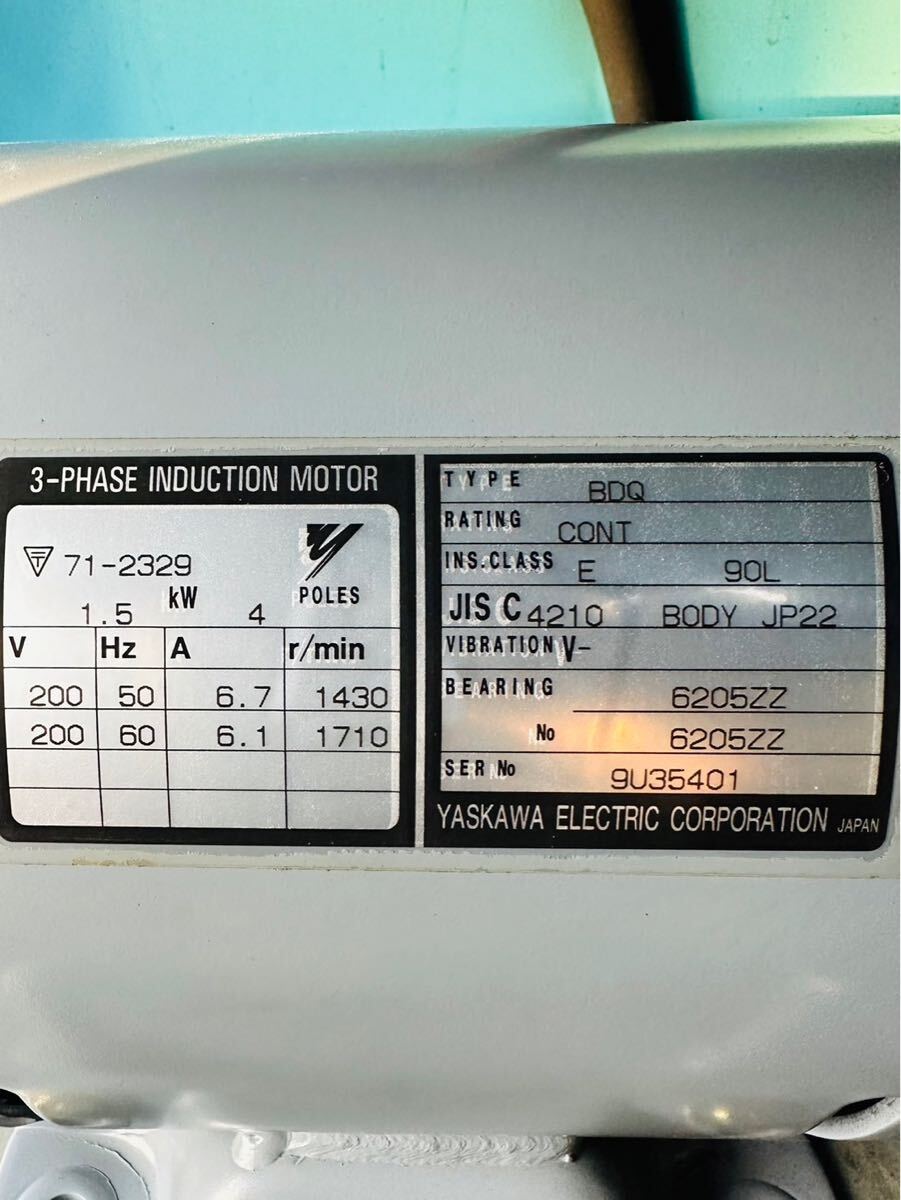 3-PHASE INDUCTION MOTOR
71-2329
1.5 kW 4 POLES
V Hz A r/min
200 50 6.7 1430
200 60 6.1 1710
TYPE BDQ
RATING CONT
INS.CLASS E 90L
JIS C 4210 BODY JP22
VIBRATION V-
BEARING 6205ZZ
No 6205ZZ
SER No 9U35401
YASKAWA ELECTRIC CORPORATION JAPAN